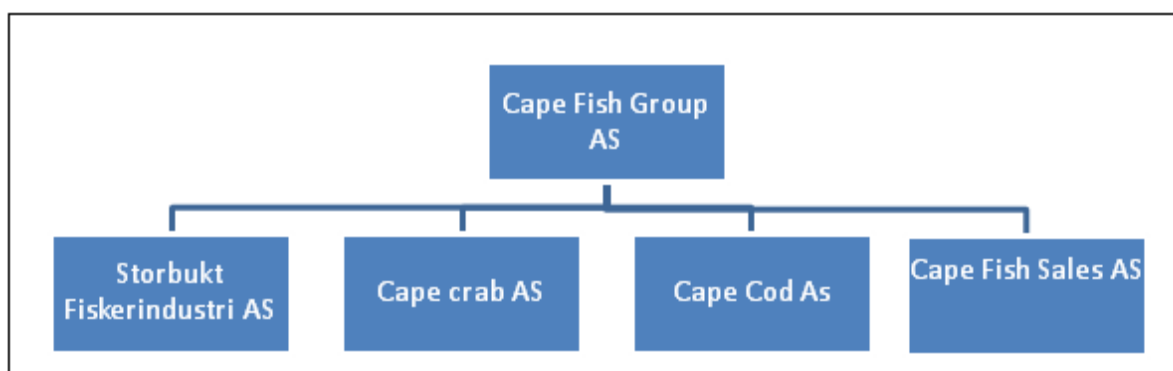 Cape Fish Group
AS
Storbukt
Fiskerindustri AS
Cape crab AS
Cape Cod As
Cape Fish Sales AS